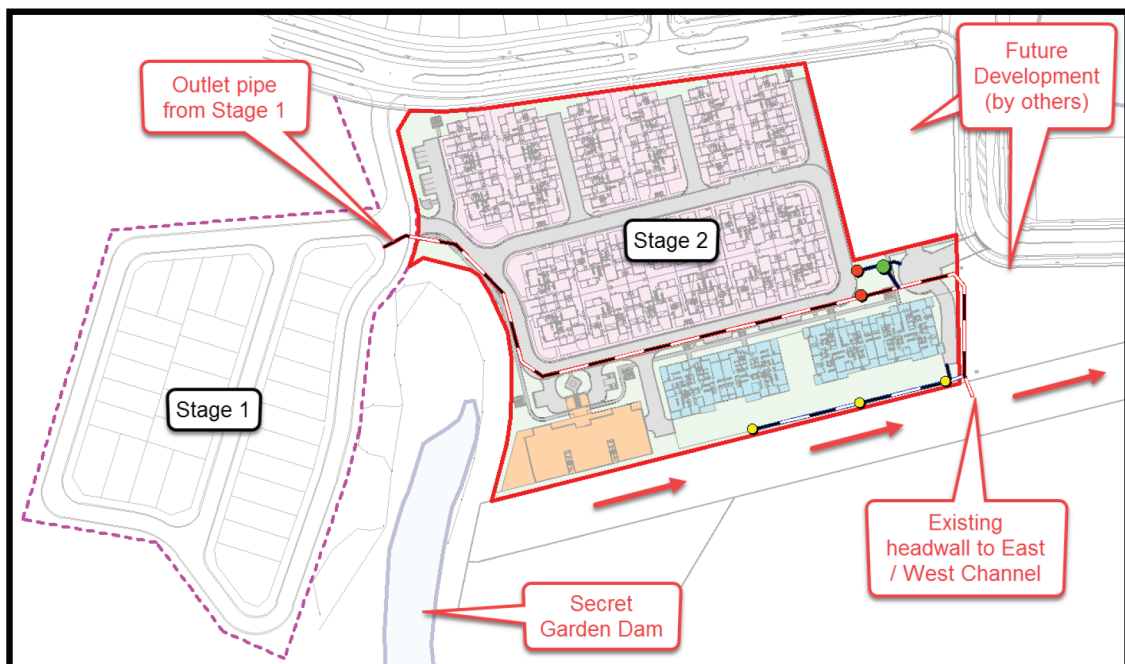 Outlet pipe
from Stage 1
Future
Development
(by others)
Stage 2
Stage 1
Existing
headwall to East
/ West Channel
Secret
Garden Dam